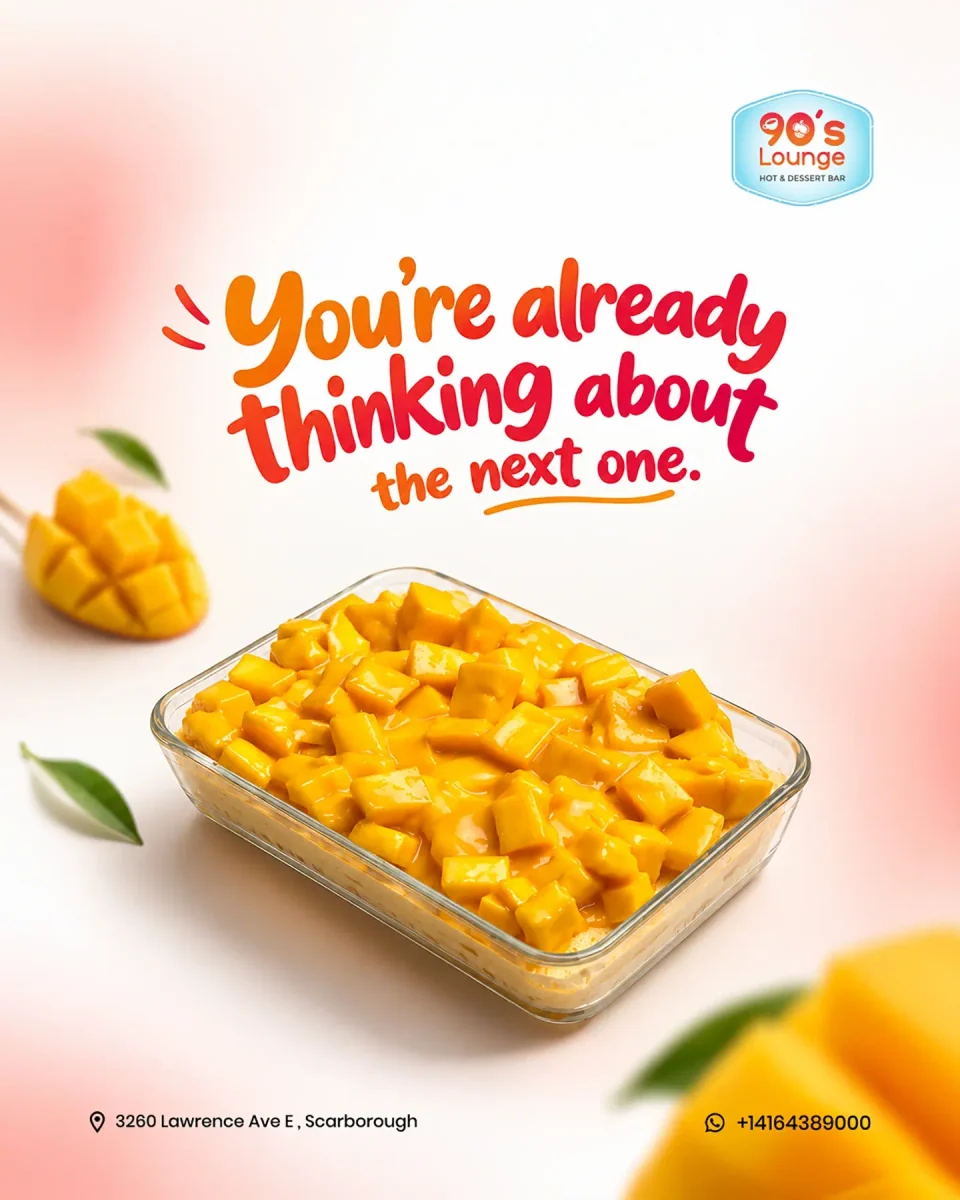 90's
Lounge
HOT & DESSERT BAR
You're already
thinking about
the next one.
3260 Lawrence Ave E , Scarborough
+14164389000